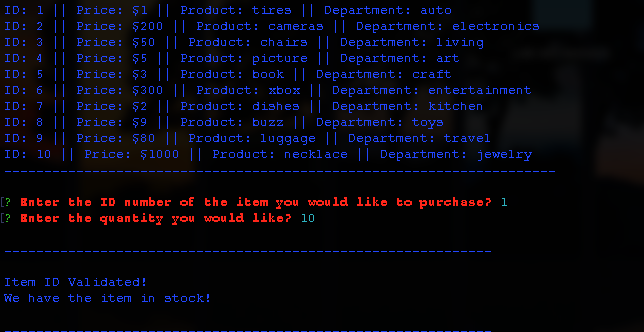 ID: 1 || Price: $1 || Product: tires || Department: auto
ID: 2 || Price: $200 || Product: cameras || Department: electronics
ID: 3 || Price: $50 || Product: chairs || Department: living
ID: 4 || Price: $5 || Product: picture || Department: art
ID: 5 || Price: $3 || Product: book || Department: craft
ID: 6 || Price: $300 || Product: xbox || Department: entertainment
ID: 7 || Price: $2 || Product: dishes || Department: kitchen
ID: 8 || Price: $9 || Product: buzz || Department: toys
ID: 9 || Price: $80 || Product: luggage || Department: travel
ID: 10 || Price: $1000 || Product: necklace || Department: jewelry
---------------------------------------------------------------------
[? Enter the ID number of the item you would like to purchase? 1
[? Enter the quantity you would like? 10
-------------------------------------------------------------
Item ID Validated!
We have the item in stock!
-------------------------------------------------------------